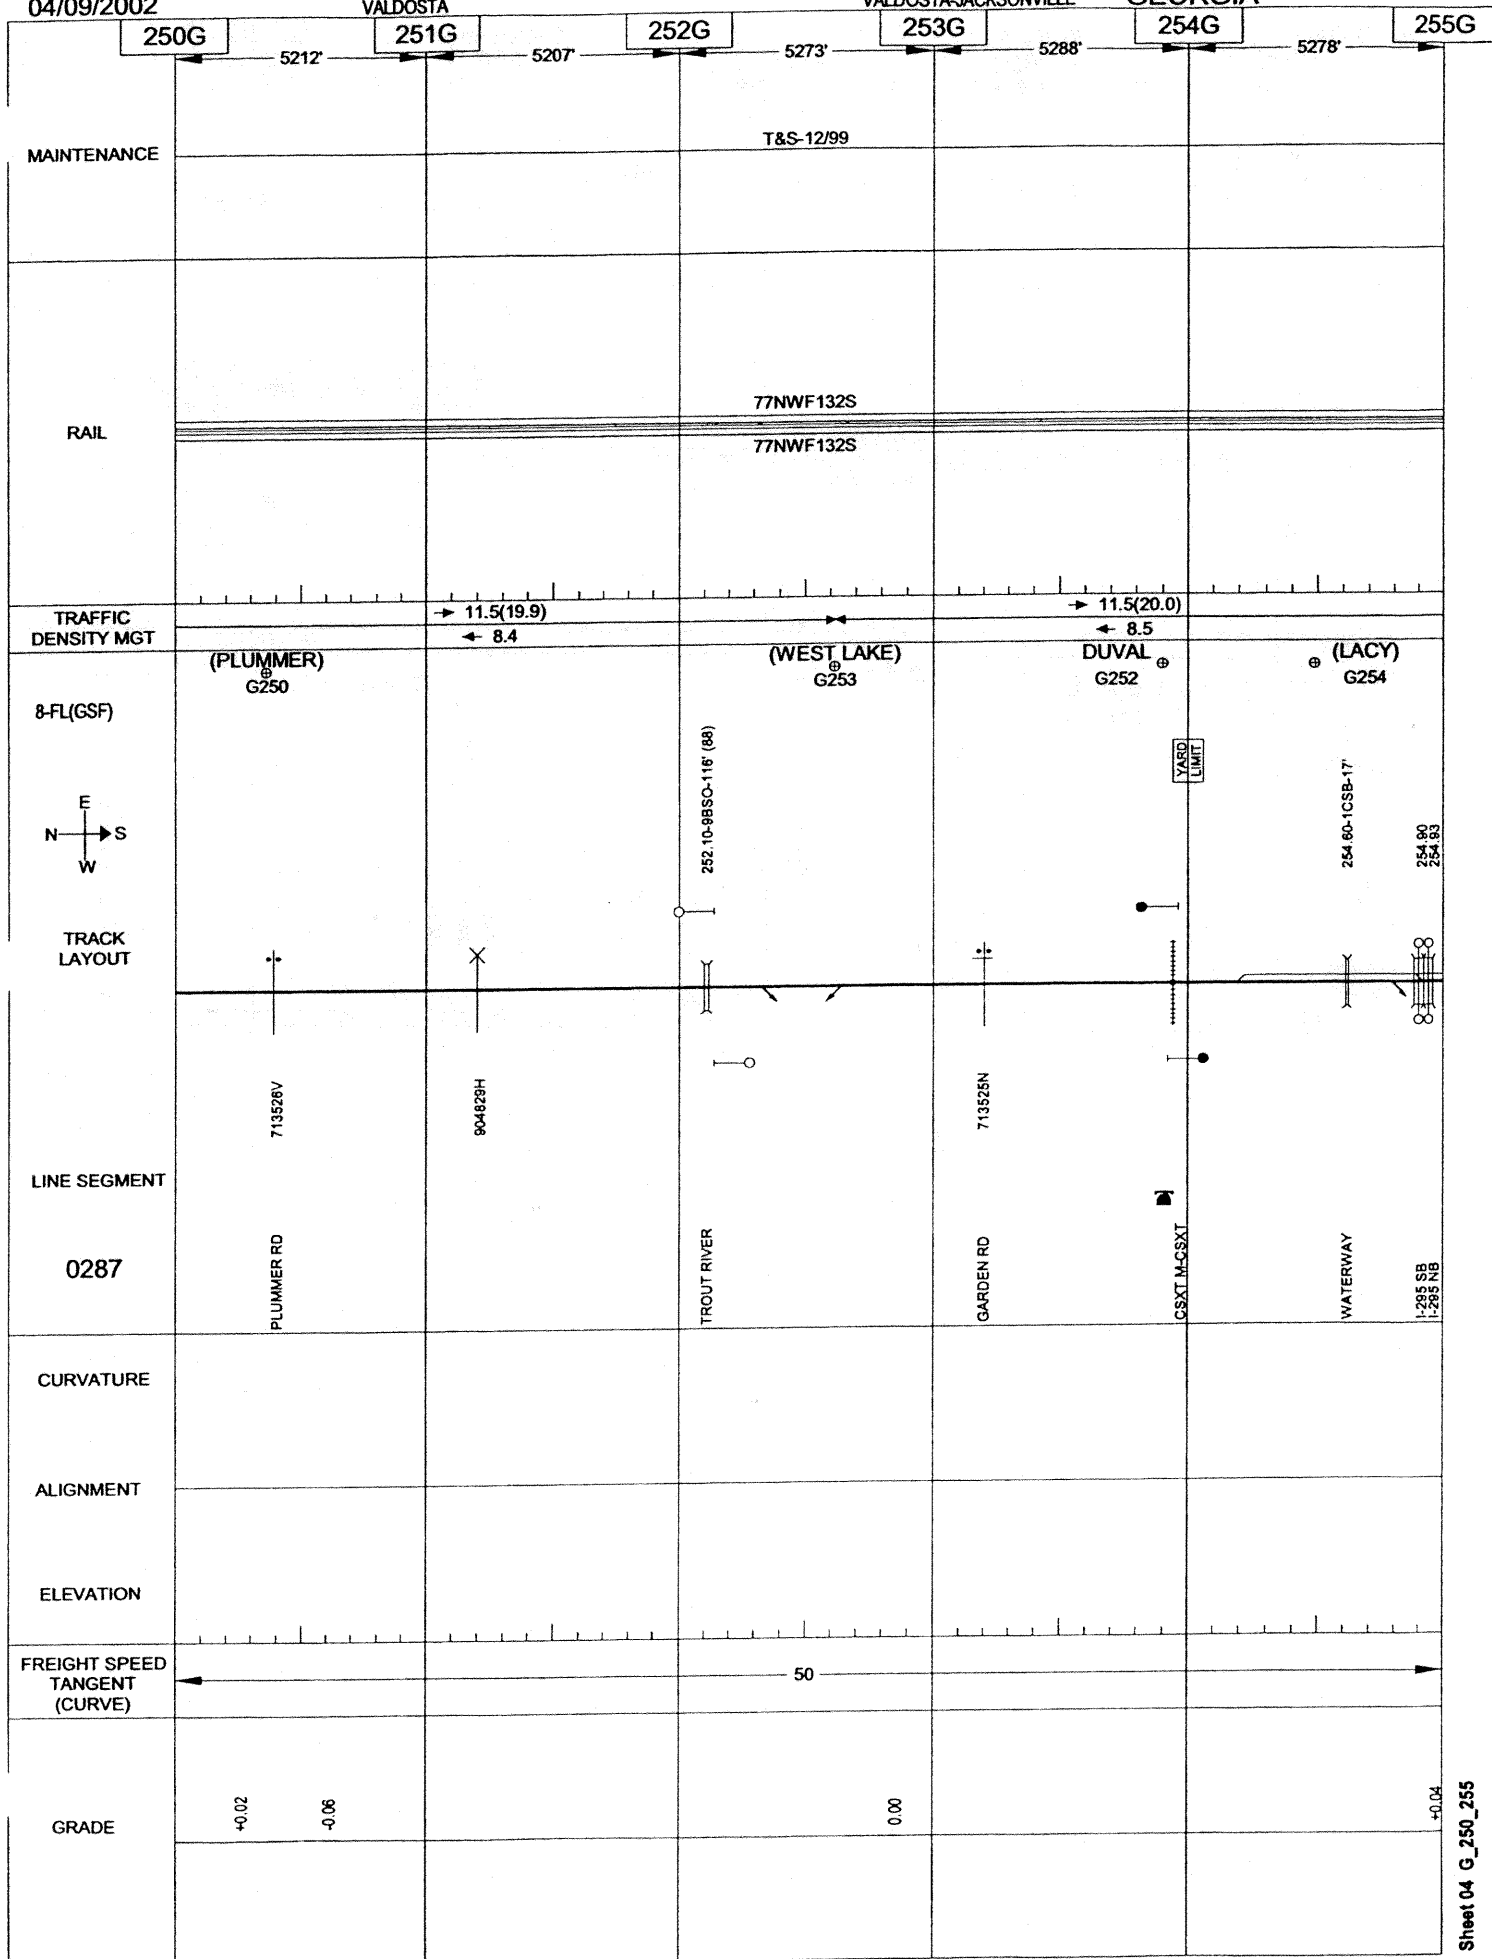 04/09/2002
VALDOSTA
VALDOSTA-JACKSONVILLE
GEORGIA
250G
251G
252G
253G
254G
255G
5212'
5207'
5273'
5288'
5278'
MAINTENANCE
T&S-12/99
RAIL
77NWF132S
77NWF132S
TRAFFIC
DENSITY MGT
11.5(19.9)
8.4
11.5(20.0)
8.5
(PLUMMER)
G250
(WEST LAKE)
G253
DUVAL
G252
(LACY)
G254
8-FL(GSF)
E
N
S
W
252.10-9BSO-116' (88)
YARD
LIMIT
254.60-1CSB-17'
254.90
254.93
TRACK
LAYOUT
713526V
904829H
713525N
LINE SEGMENT
0287
PLUMMER RD
TROUT RIVER
GARDEN RD
CSXT M-CSXT
WATERWAY
I-295 SB
I-295 NB
CURVATURE
ALIGNMENT
ELEVATION
FREIGHT SPEED
TANGENT
(CURVE)
50
GRADE
+0.02
-0.06
0.00
+0.04
Sheet 04 G_250_255